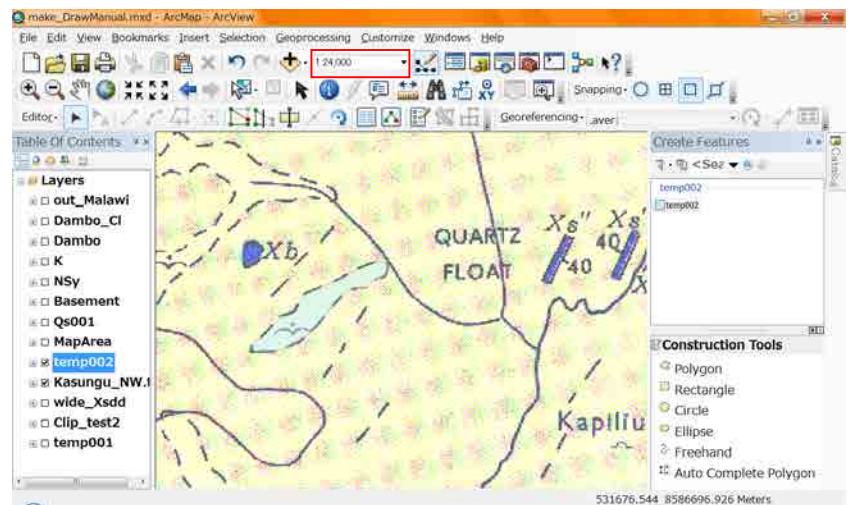 make_DrawManual.mxd - ArcMap - ArcView
File Edit View Bookmarks Insert Selection Geoprocessing Customize Windows Help
1:24,000
Snapping
Editor
Georeferencing
Table Of Contents
Layers
out_Malawi
Dambo_Cl
Dambo
K
NSy
Basement
Qs001
MapArea
temp002
Kasungu_NW.
wide_Xsdd
Clip_test2
temp001
Xb
QUARTZ
FLOAT
Xs"
Xs'
40
40
X
Kapiliu
Create Features
temp002
temp002
Construction Tools
Polygon
Rectangle
Circle
Ellipse
Freehand
Auto Complete Polygon
531676.544 8586696.926 Meters